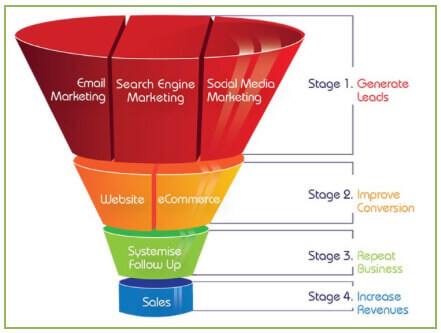 Email
Marketing
Search Engine
Marketing
Social Media
Marketing
Stage 1. Generate
Leads
Website
eCommerce
Stage 2. Improve
Conversion
Systemise
Follow Up
Stage 3. Repeat
Business
Sales
Stage 4. Increase
Revenues